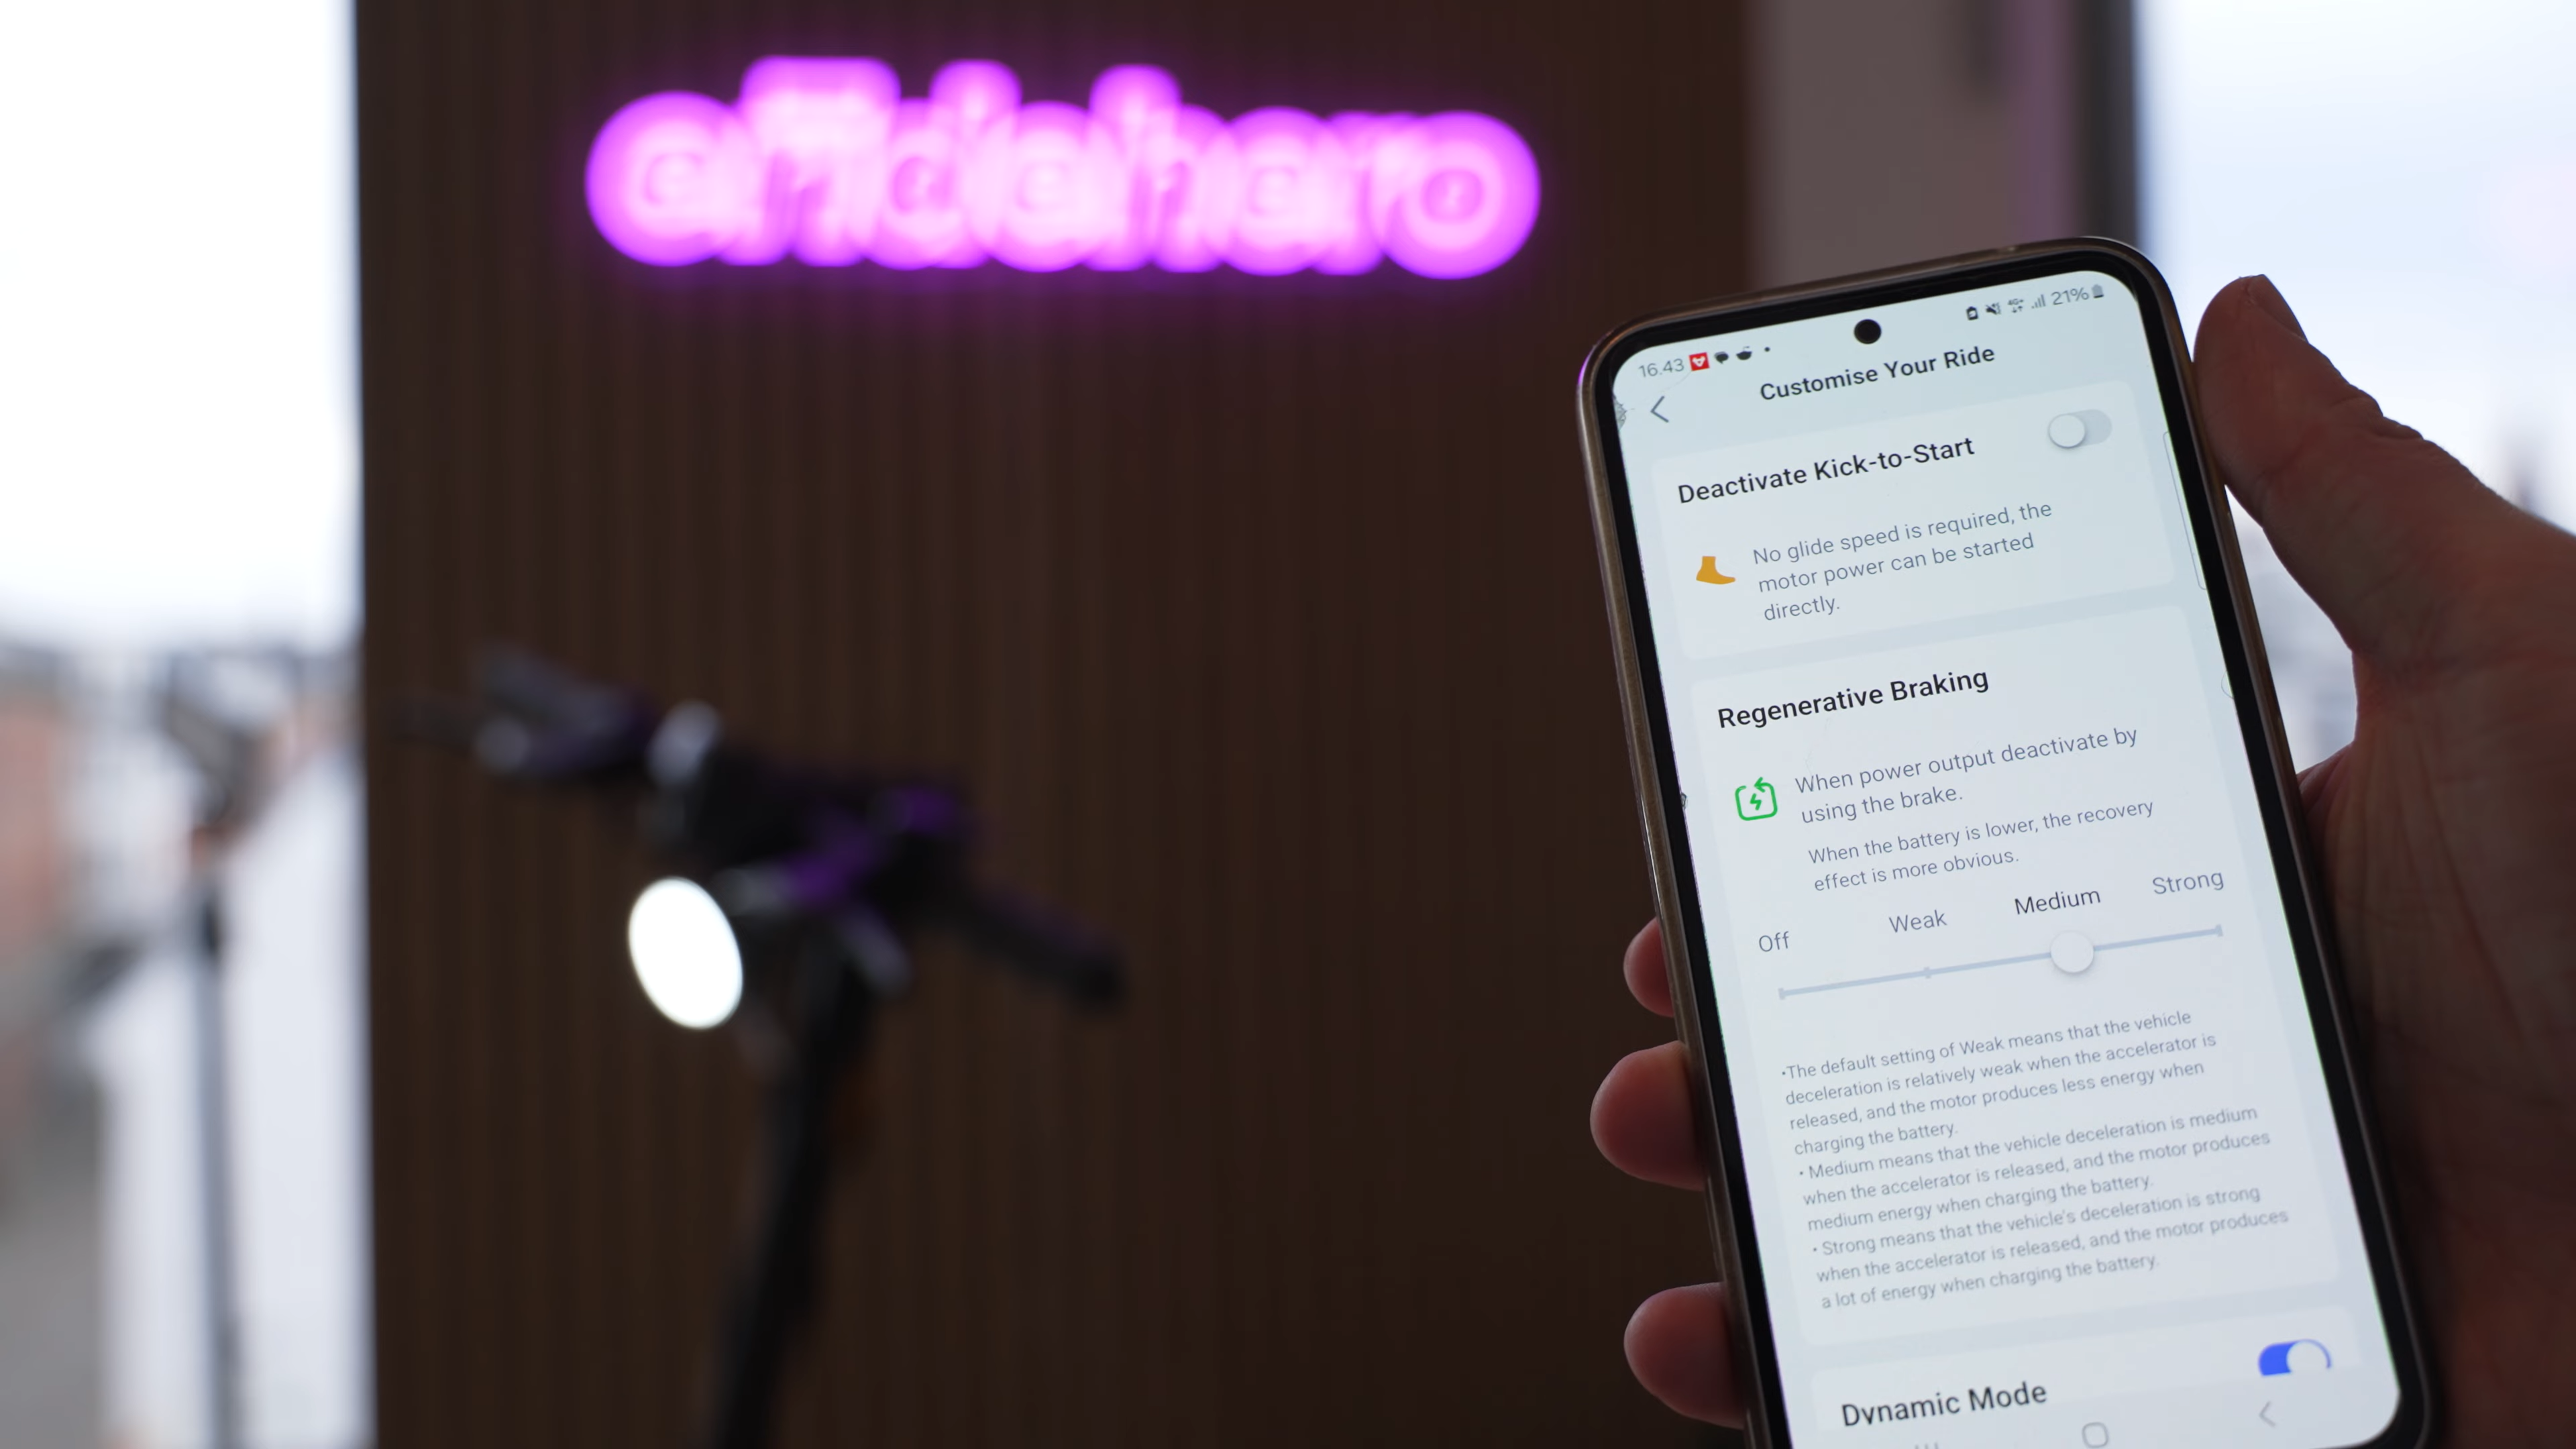 eridehero
16.43
21%
Customise Your Ride
Deactivate Kick-to-Start
No glide speed is required, the
motor power can be started
directly.
Regenerative Braking
When power output deactivate by
using the brake.
When the battery is lower, the recovery
effect is more obvious.
Off Weak Medium Strong
•The default setting of Weak means that the vehicle
deceleration is relatively weak when the accelerator is
released, and the motor produces less energy when
charging the battery.
• Medium means that the vehicle deceleration is medium
when the accelerator is released, and the motor produces
medium energy when charging the battery.
• Strong means that the vehicle's deceleration is strong
when the accelerator is released, and the motor produces
a lot of energy when charging the battery.
Dynamic Mode